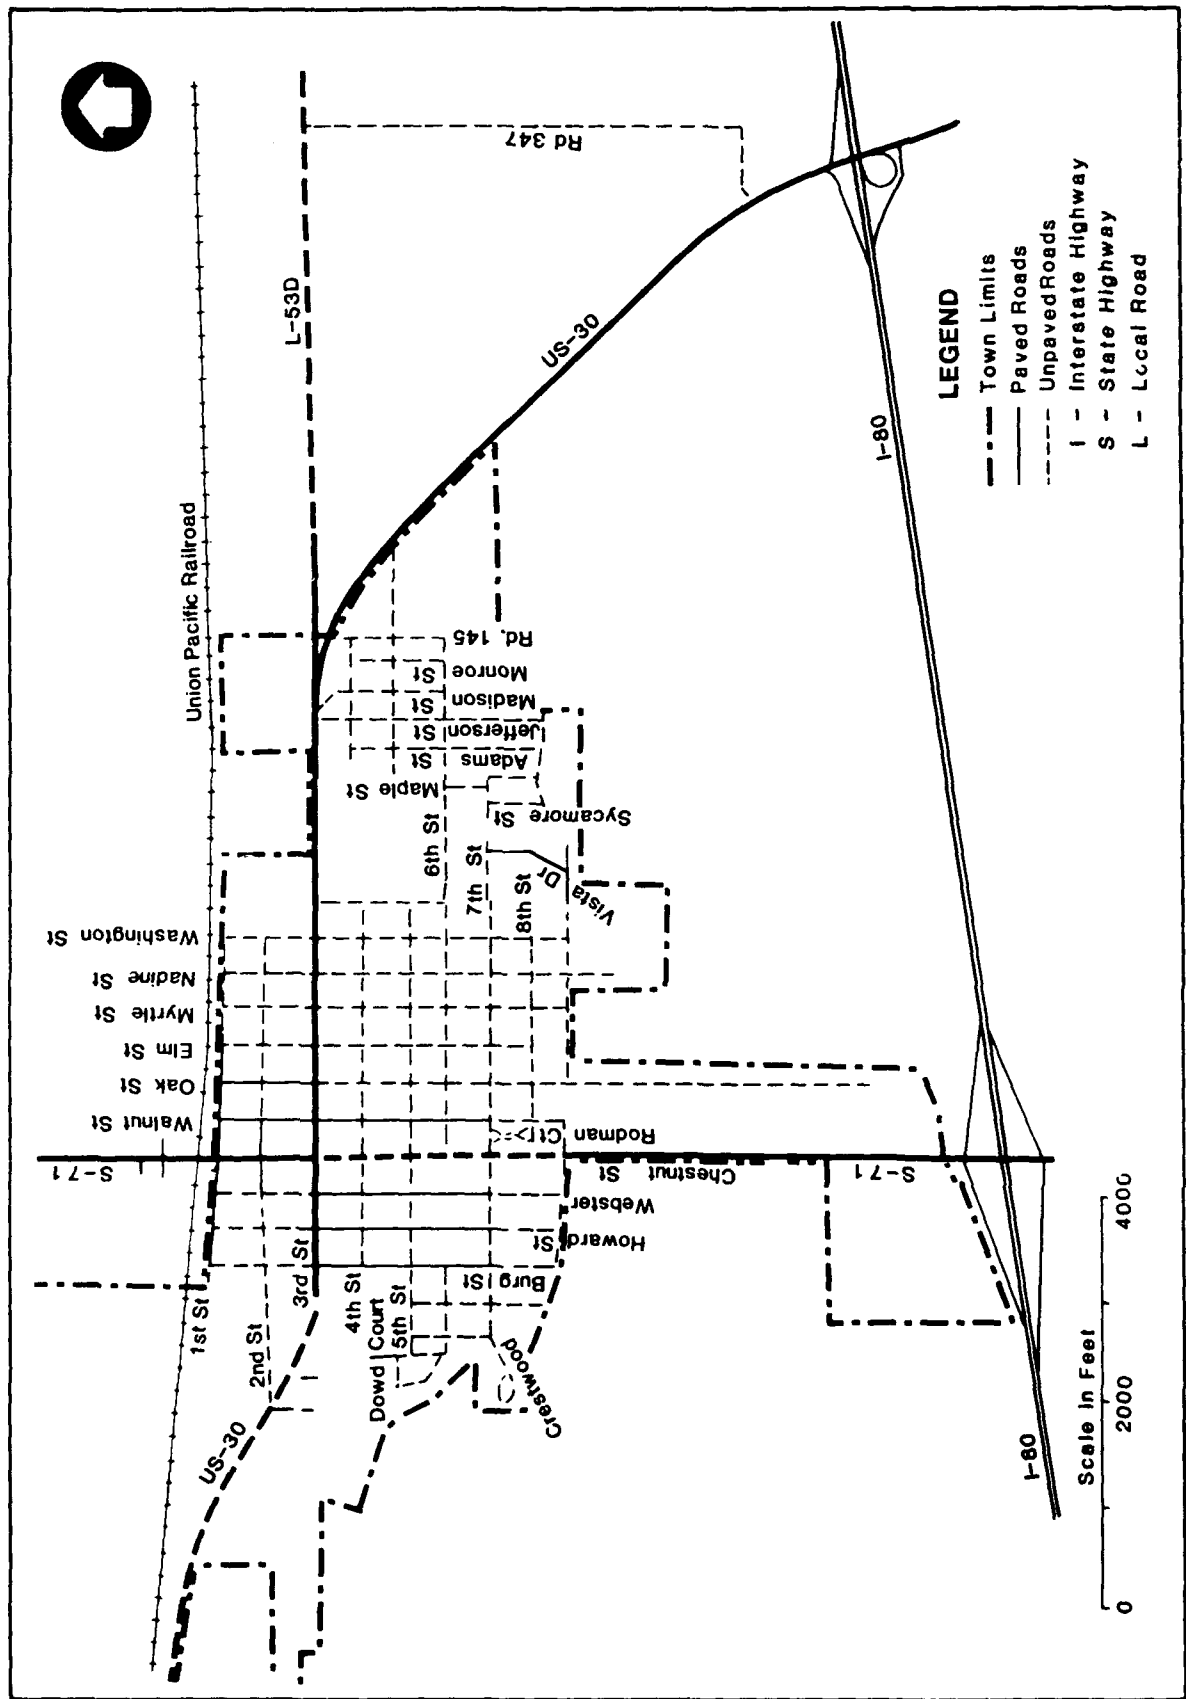 Union Pacific Railroad
L-53D
Rd 347
US-30
I-80
LEGEND
Town Limits
Paved Roads
Unpaved Roads
I - Interstate Highway
S - State Highway
L - Local Road
Rd. 145
Monroe St
Madison St
Jefferson St
Adams St
Maple St
Sycamore St
6th St
7th St
8th St
Vista Dr
Washington St
Nadine St
Myrtle St
Elm St
Oak St
Walnut St
Rodman Ct
S-71
Chestnut St
S-71
Webster
Howard St
Burg St
1st St
2nd St
3rd St
4th St
5th St
Dowd Court
Crestwood
US-30
I-80
Scale in Feet
0 2000 4000